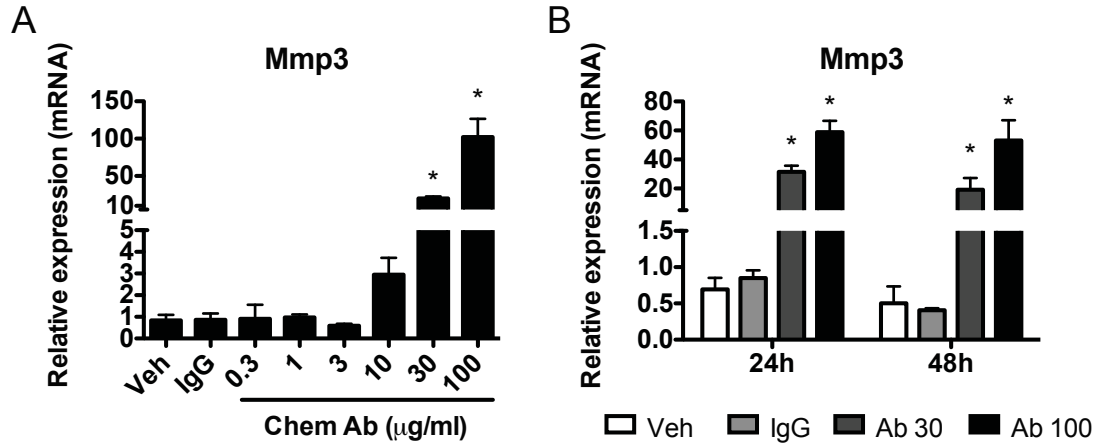 A
Mmp3
Relative expression (mRNA)
150
100
50
10
5
4
3
2
1
0
Veh
IgG
0.3
1
3
10
30
100
*
*
Chem Ab (μg/ml)
B
Mmp3
Relative expression (mRNA)
80
60
40
20
1.5
1.0
0.5
0.0
*
*
*
*
24h
48h
Veh
IgG
Ab 30
Ab 100